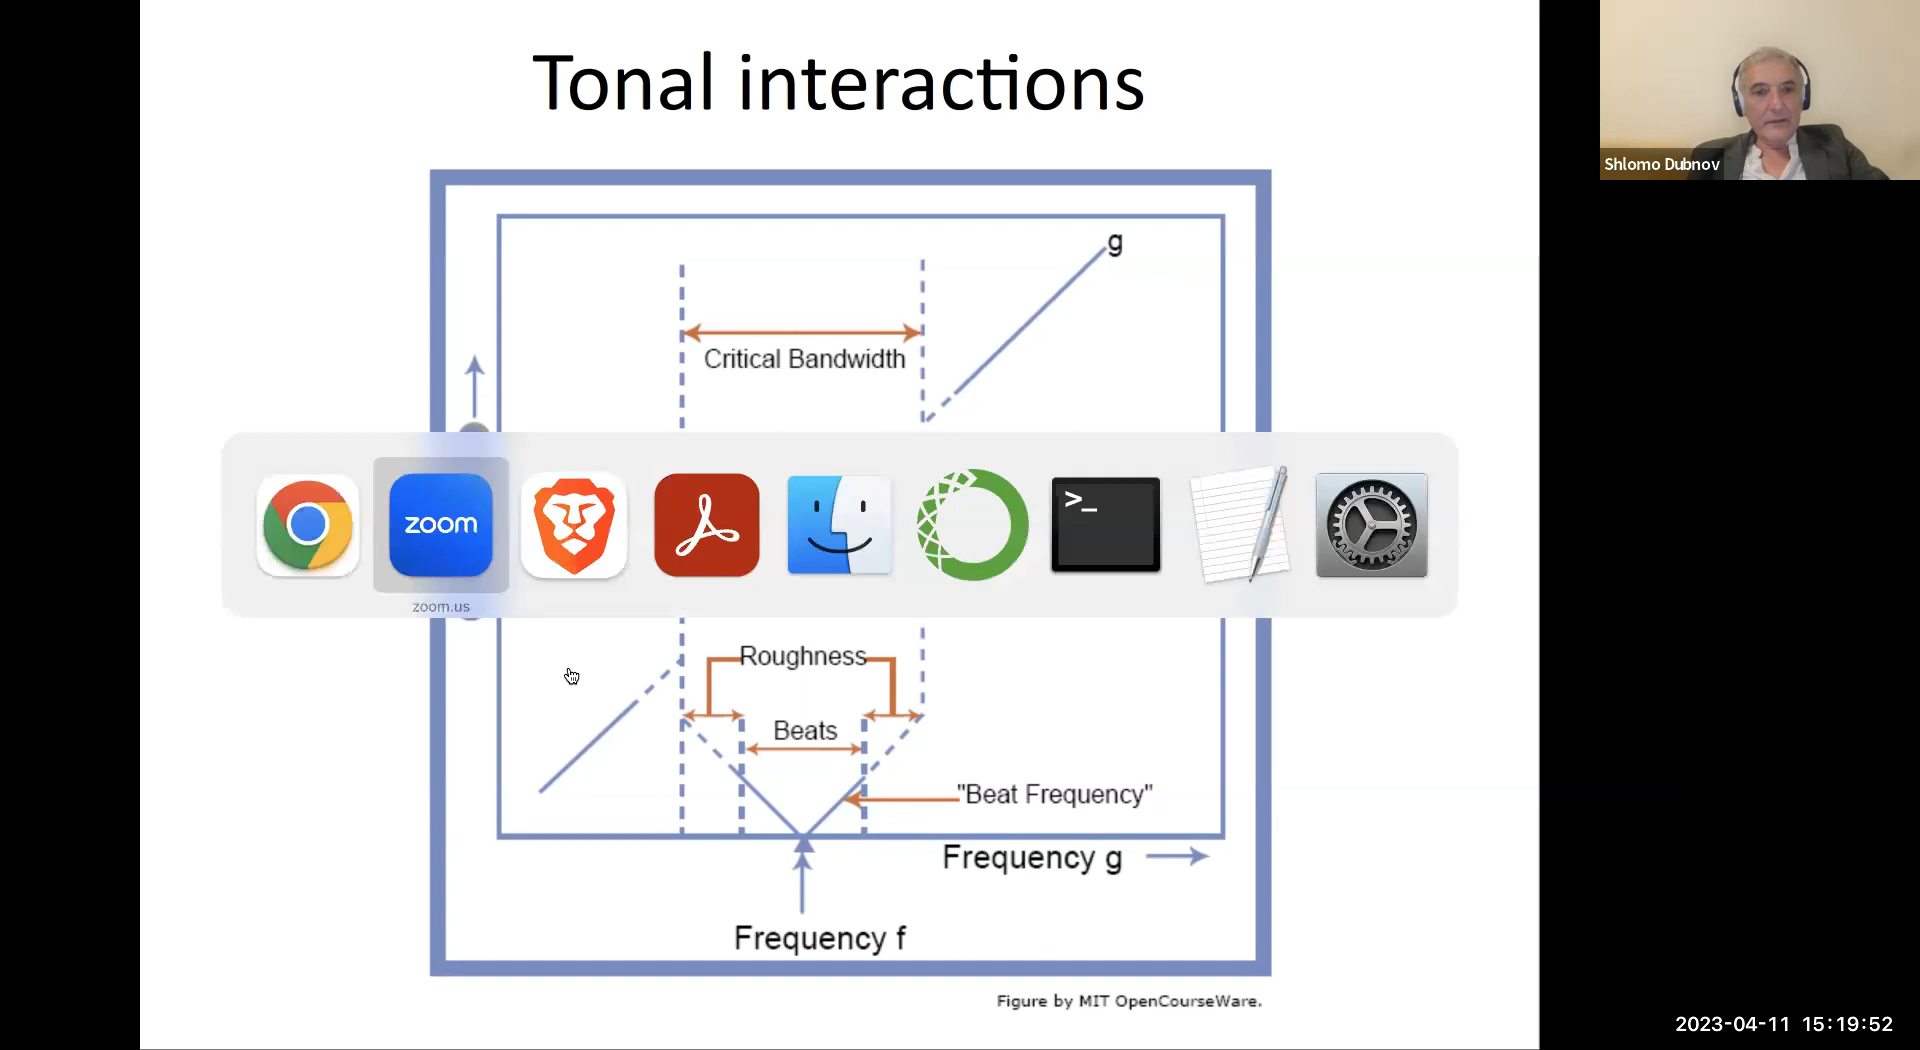 Tonal interactions
Shlomo Dubnov
g
Critical Bandwidth
zoom
>_
zoom.us
Roughness
Beats
"Beat Frequency"
Frequency g
Frequency f
Figure by MIT OpenCourseWare.
2023-04-11 15:19:52